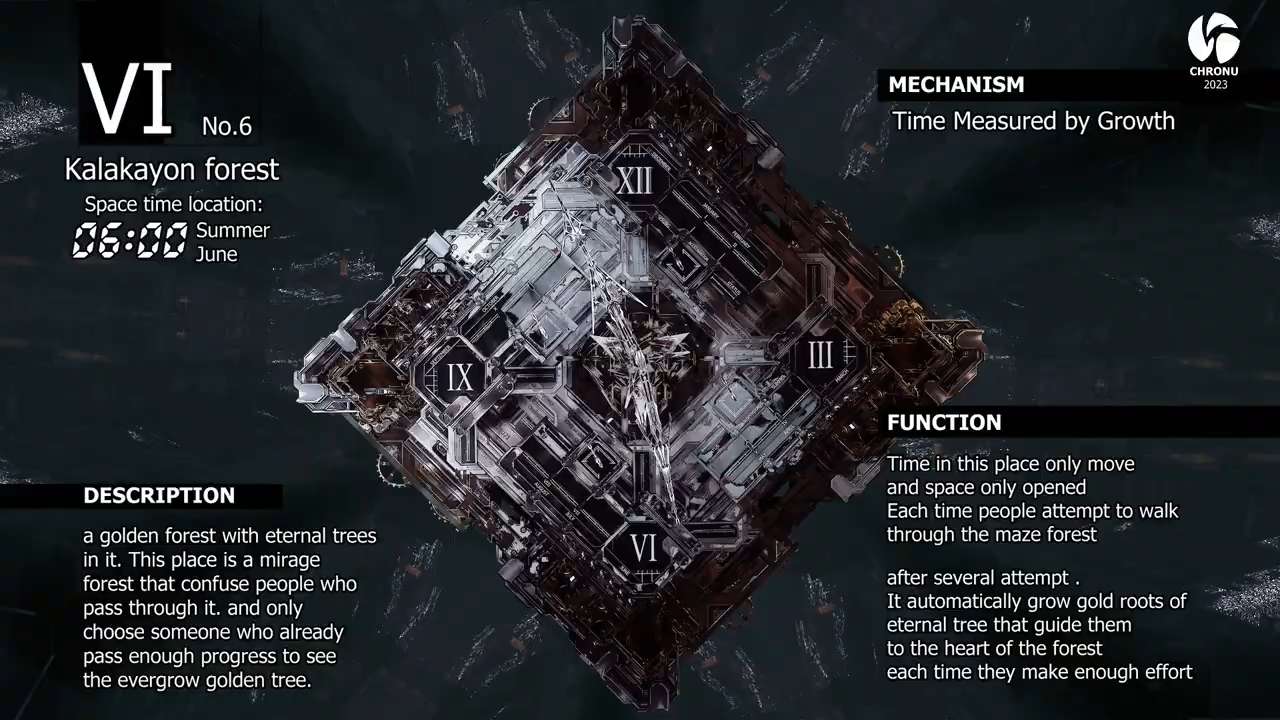 VI No.6
Kalakayon forest
Space time location:
06:00 Summer
June
DESCRIPTION
a golden forest with eternal trees
in it. This place is a mirage
forest that confuse people who
pass through it. and only
choose someone who already
pass enough progress to see
the evergrow golden tree.
XII
III
VI
IX
CHRONU
2023
MECHANISM
Time Measured by Growth
FUNCTION
Time in this place only move
and space only opened
Each time people attempt to walk
through the maze forest
after several attempt .
It automatically grow gold roots of
eternal tree that guide them
to the heart of the forest
each time they make enough effort